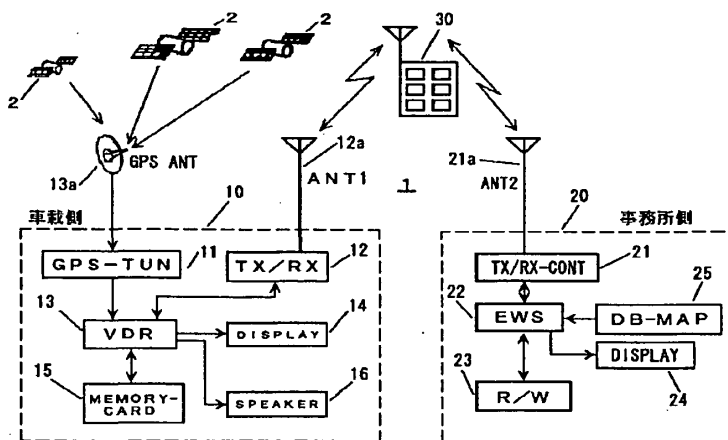 2
2
2
30
12a
21a
GPS ANT
13a
ANT1
1
ANT2
車載側
10
20
事務所側
GPS-TUN
11
TX/RX
12
TX/RX-CONT
21
25
13
VDR
DISPLAY
14
22
EWS
DB-MAP
15
MEMORY-
CARD
SPEAKER
16
23
R/W
DISPLAY
24